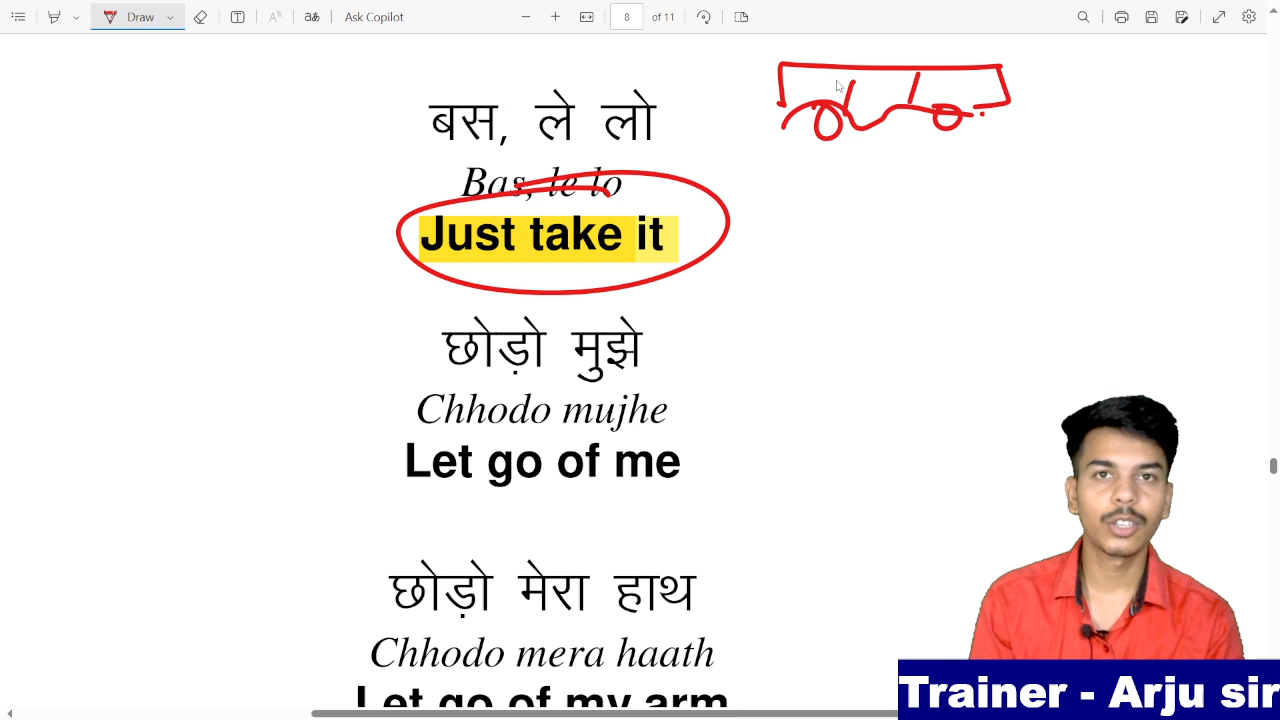 Draw
Ask Copilot
8 of 11
बस, ले लो
Bas, le lo
Just take it
छोड़ो मुझे
Chhodo mujhe
Let go of me
छोड़ो मेरा हाथ
Chhodo mera haath
Let go of my arm
Trainer - Arju sir